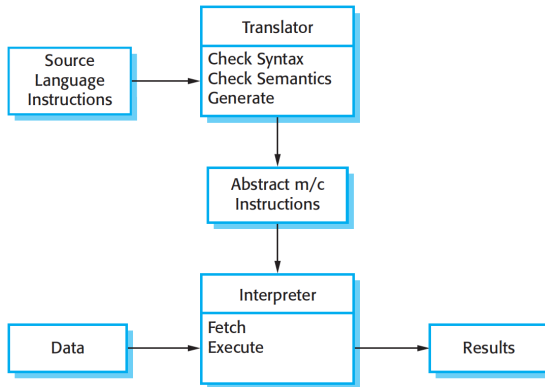 Translator
Source
Language
Instructions
Check Syntax
Check Semantics
Generate
Abstract m/c
Instructions
Interpreter
Data
Fetch
Execute
Results